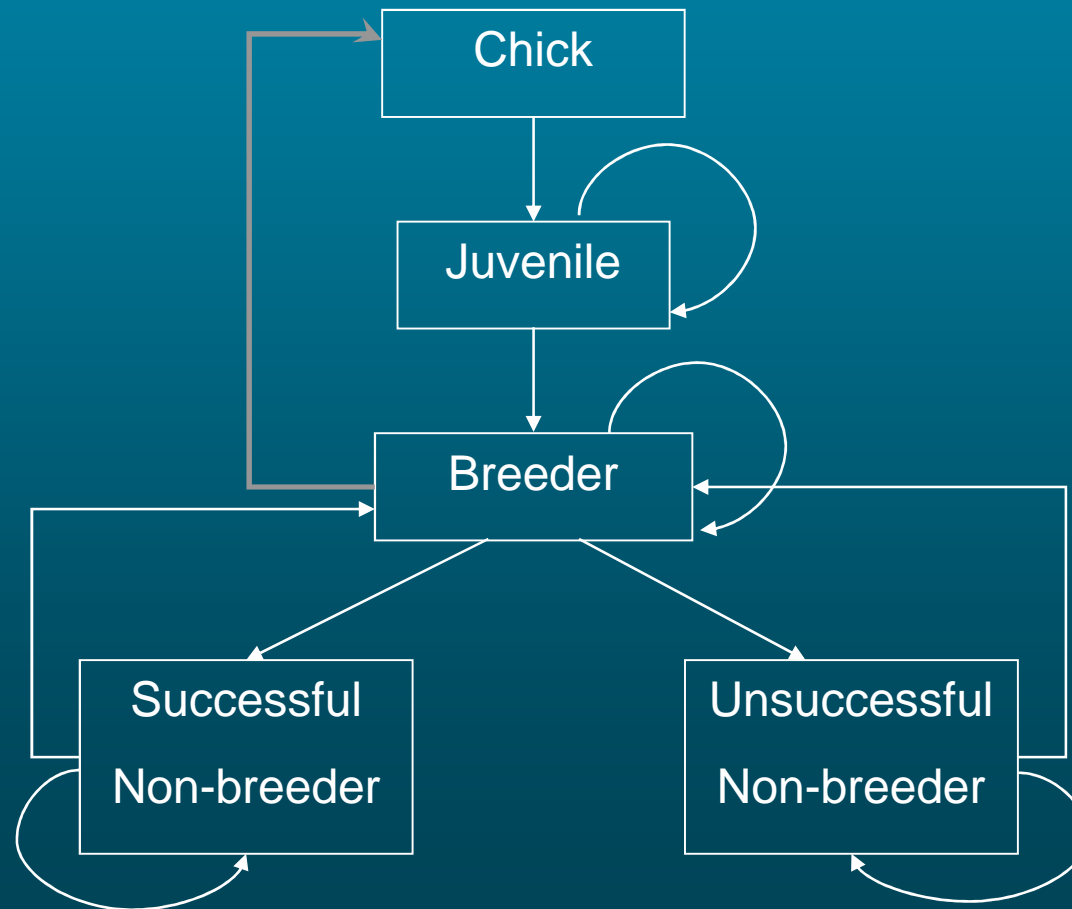 Chick
Juvenile
Breeder
Successful
Non-breeder
Unsuccessful
Non-breeder